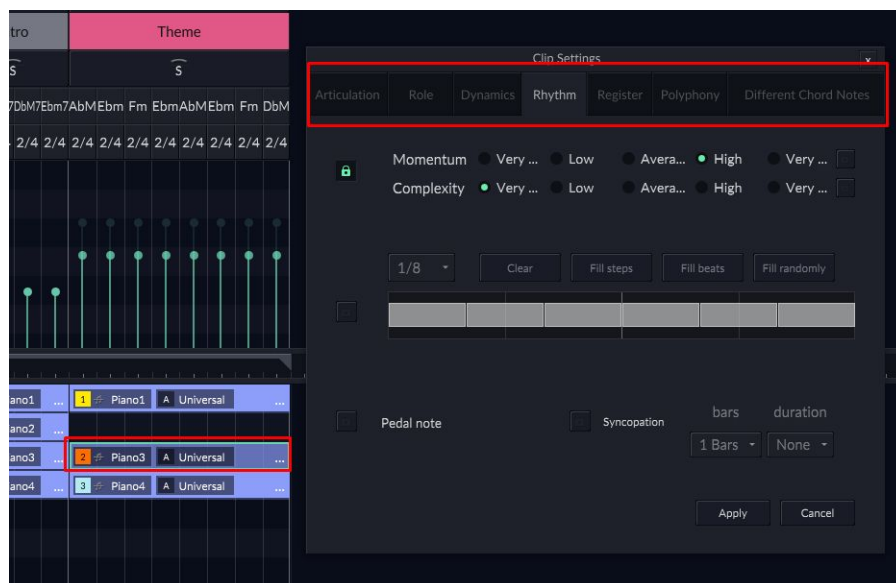 tro Theme
S S
Clip Settings x
Articulation Role Dynamics Rhythm Register Polyphony Different Chord Notes
7DbM7Ebm7AbMEbm Fm EbmAbMEbm Fm DbM
2/4 2/4 2/4 2/4 2/4 2/4 2/4 2/4 2/4 2/4
Momentum Very ... Low Avera... High Very ...
Complexity Very ... Low Avera... High Very ...
1/8 Clear Fill steps Fill beats Fill randomly
ano1 ... 1 Piano1 A Universal ...
ano2 ...
Pedal note Syncopation bars duration
1 Bars None
ano3 ... 2 Piano3 A Universal ...
ano4 ... 3 Piano4 A Universal ...
Apply Cancel